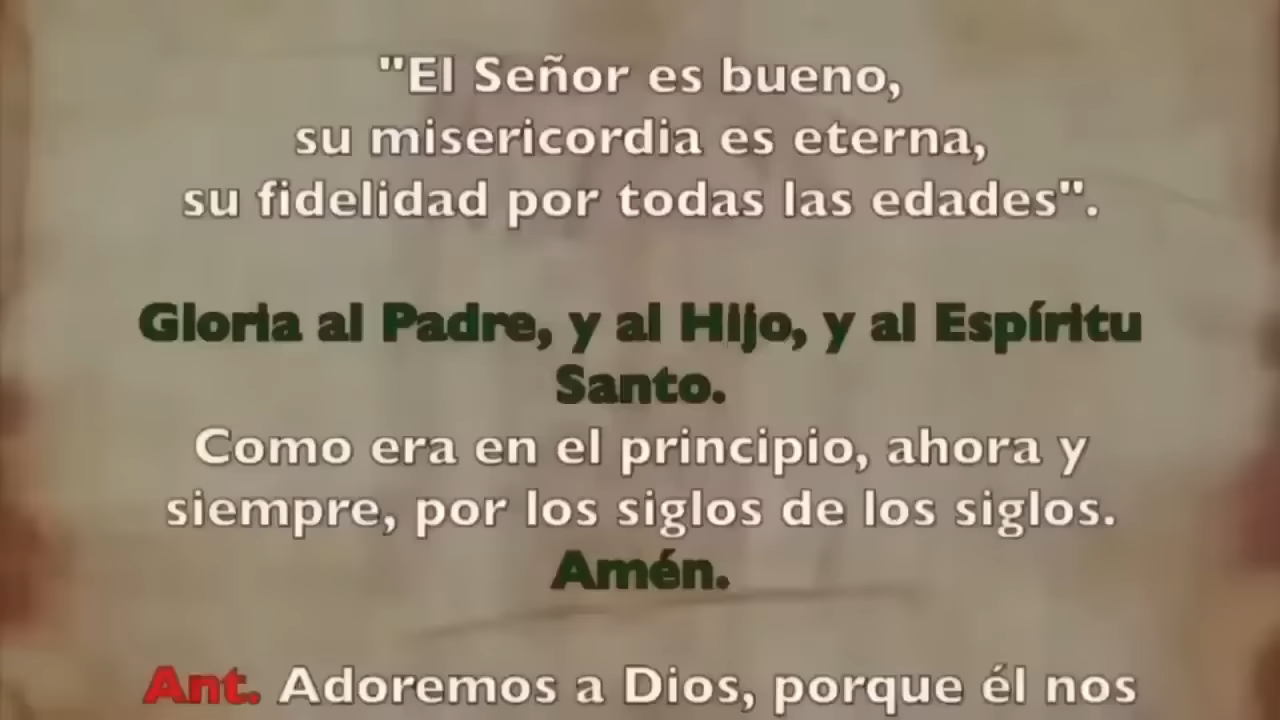 "El Señor es bueno,
su misericordia es eterna,
su fidelidad por todas las edades".
Gloria al Padre, y al Hijo, y al Espíritu
Santo.
Como era en el principio, ahora y
siempre, por los siglos de los siglos.
Amén.
Ant. Adoremos a Dios, porque él nos